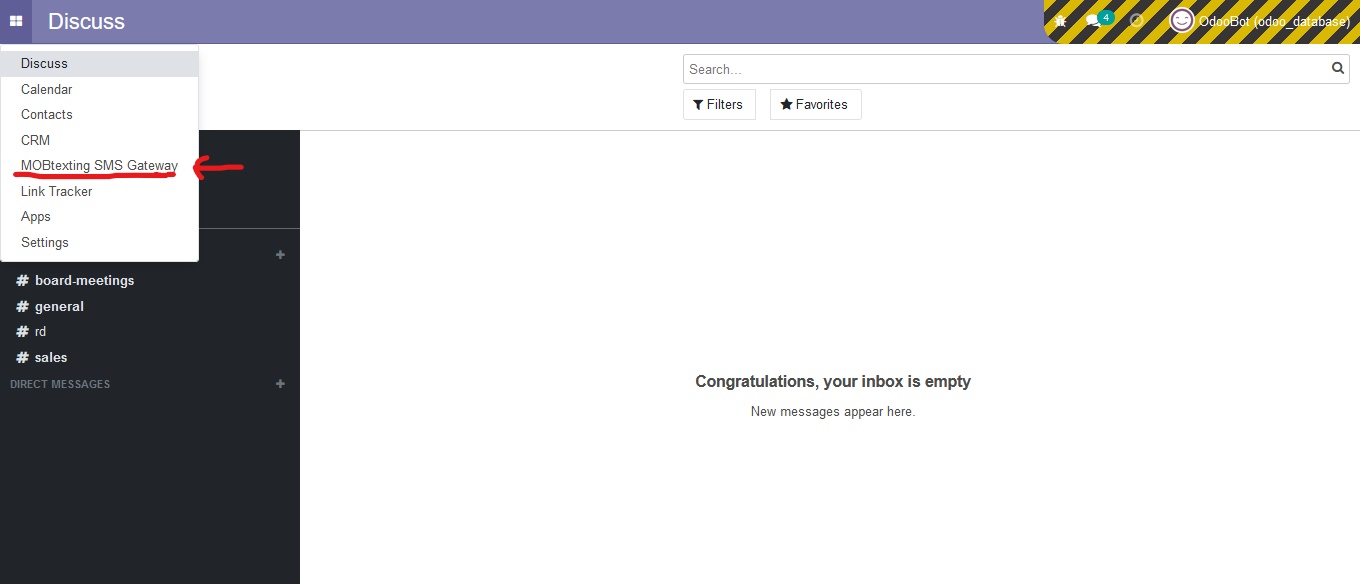 Discuss
4
OdooBot (odoo_database)
Discuss
Calendar
Contacts
CRM
MOBtexting SMS Gateway
Link Tracker
Apps
Settings
Search...
Filters
Favorites
+
# board-meetings
# general
# rd
# sales
DIRECT MESSAGES +
Congratulations, your inbox is empty
New messages appear here.